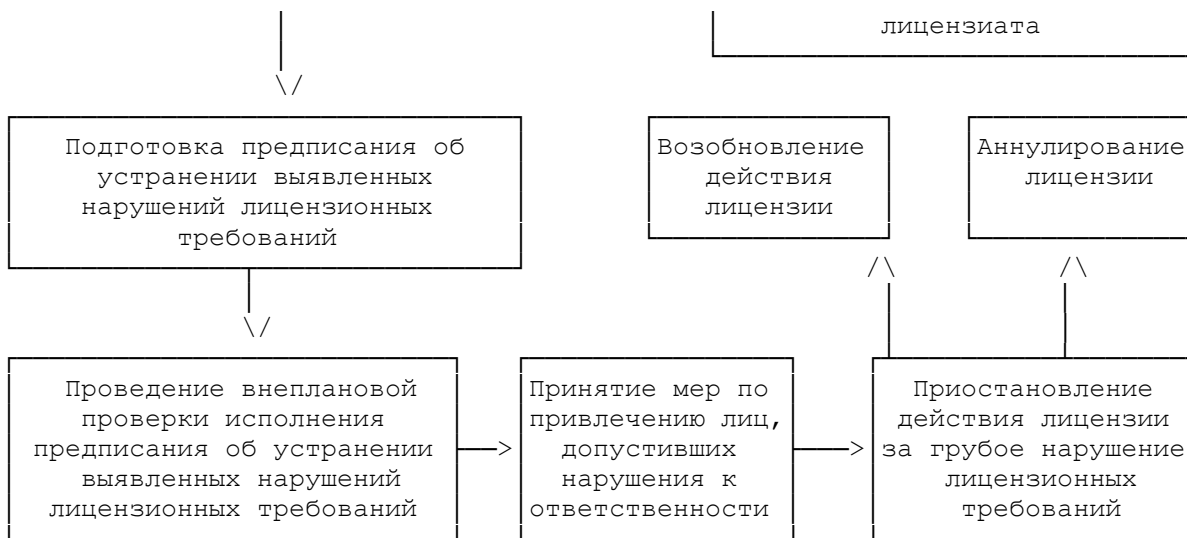 лицензиата
Подготовка предписания об
устранении выявленных
нарушений лицензионных
требований
Возобновление
действия
лицензии
Аннулирование
лицензии
Проведение внеплановой
проверки исполнения
предписания об устранении
выявленных нарушений
лицензионных требований
Принятие мер по
привлечению лиц,
допустивших
нарушения к
ответственности
Приостановление
действия лицензии
за грубое нарушение
лицензионных
требований